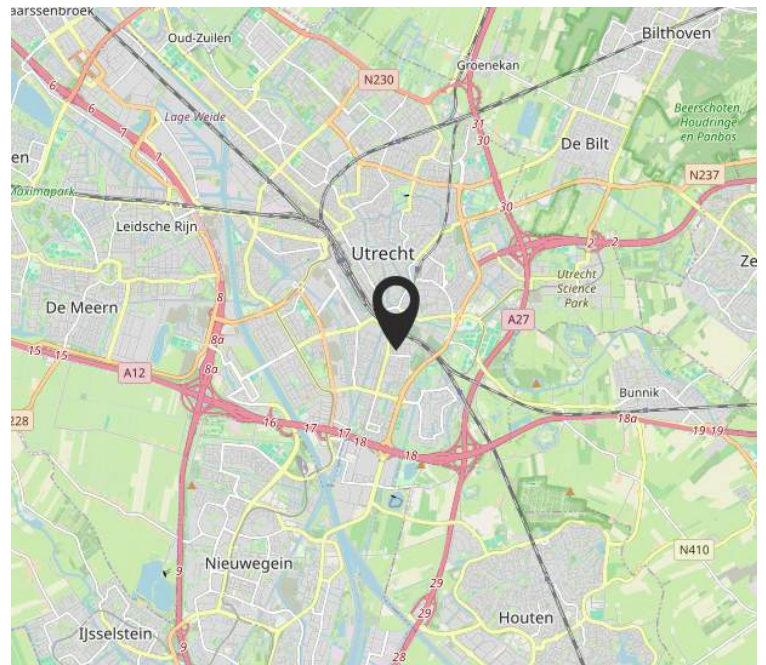 aarssenbroek
Oud-Zuilen
Bilthoven
Groenekan
N230
6
6
Lage Weide
7
7
31
30
Beerschoten,
Houdringe
en Panbos
De Bilt
en
Maximapark
N237
Leidsche Rijn
30
Utrecht
2
2
Ze
Utrecht
Science
Park
De Meern
8
8a
A27
15
15
A12
8a
Bunnik
228
16
17
17
18
18
18a
19
19
N410
Nieuwegein
9
29
29
Houten
IJsselstein
9
28